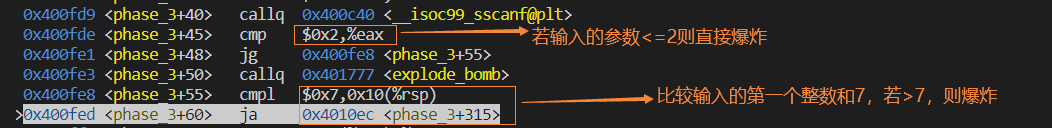 0x400fd9 <phase_3+40> callq 0x400c40 <__isoc99_sscanf@plt>
0x400fde <phase_3+45> cmp $0x2,%eax 若输入的参数<=2则直接爆炸
0x400fe1 <phase_3+48> jg 0x400fe8 <phase_3+55>
0x400fe3 <phase_3+50> callq 0x401777 <explode_bomb>
0x400fe8 <phase_3+55> cmpl $0x7,0x10(%rsp) 比较输入的第一个整数和7，若>7，则爆炸
>0x400fed <phase_3+60> ja 0x4010ec <phase_3+315>